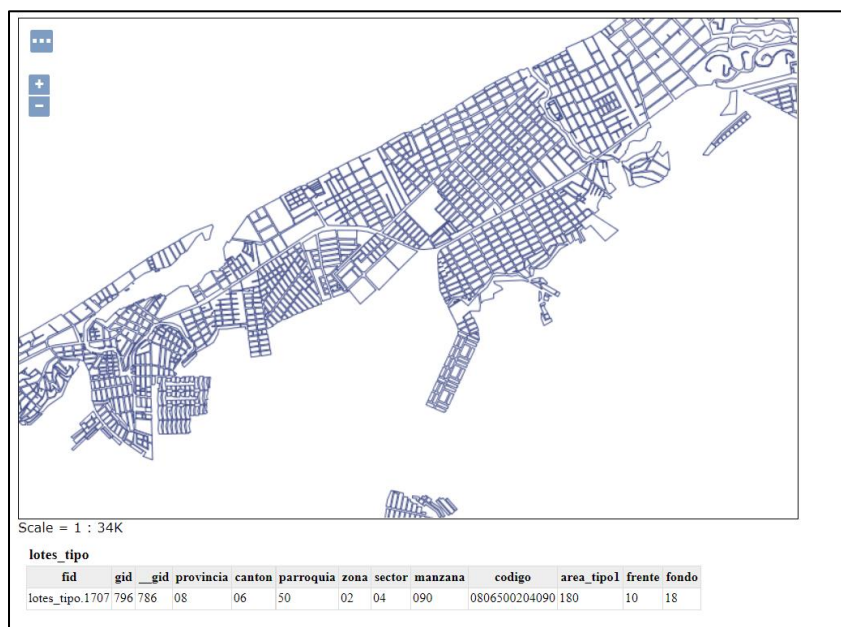 Scale = 1 : 34K
lotes_tipo
fid gid __gid provincia canton parroquia zona sector manzana codigo area_tipol frente fondo
lotes_tipo.1707 796 786 08 06 50 02 04 090 0806500204090 180 10 18